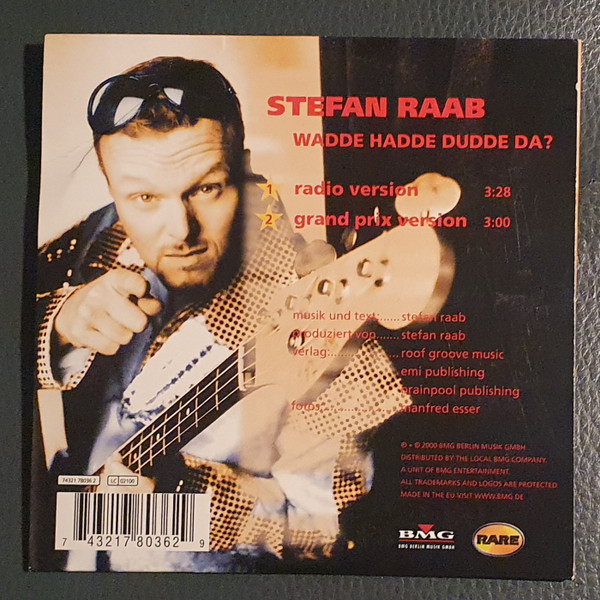 STEFAN RAAB
WADDE HADDE DUDDE DA?
1 radio version 3:28
2 grand prix version 3:00
musik und text:......stefan raab
produziert von......stefan raab
verlag:..................roof groove music
emi publishing
brainpool publishing
fotos:....................manfred esser
℗ + © 2000 BMG BERLIN MUSIK GMBH
DISTRIBUTED BY THE LOCAL BMG COMPANY.
A UNIT OF BMG ENTERTAINMENT.
ALL TRADEMARKS AND LOGOS ARE PROTECTED.
MADE IN THE EU.VISIT WWW.BMG.DE
74321 78036 2 LC 02100
7 43217 80362 9
BMG
BMG BERLIN MUSIK GMBH
RARE